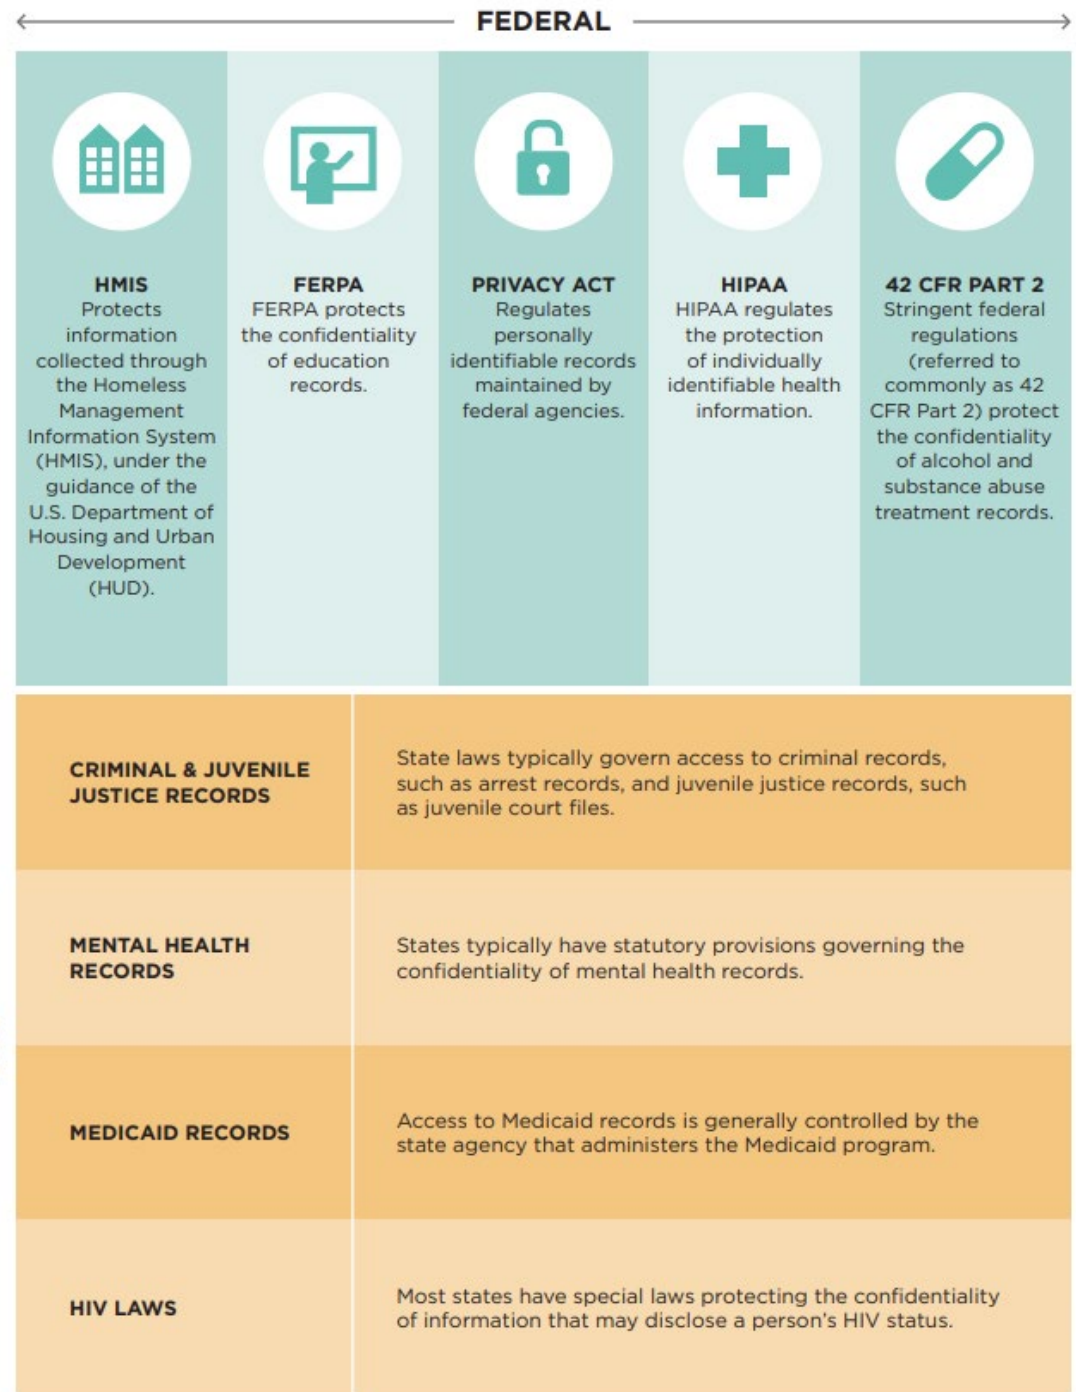 FEDERAL
HMIS
Protects
information
collected through
the Homeless
Management
Information System
(HMIS), under the
guidance of the
U.S. Department of
Housing and Urban
Development
(HUD).
FERPA
FERPA protects
the confidentiality
of education
records.
PRIVACY ACT
Regulates
personally
identifiable records
maintained by
federal agencies.
HIPAA
HIPAA regulates
the protection
of individually
identifiable health
information.
42 CFR PART 2
Stringent federal
regulations
(referred to
commonly as 42
CFR Part 2) protect
the confidentiality
of alcohol and
substance abuse
treatment records.
CRIMINAL & JUVENILE
JUSTICE RECORDS
State laws typically govern access to criminal records,
such as arrest records, and juvenile justice records, such
as juvenile court files.
MENTAL HEALTH
RECORDS
States typically have statutory provisions governing the
confidentiality of mental health records.
MEDICAID RECORDS
Access to Medicaid records is generally controlled by the
state agency that administers the Medicaid program.
HIV LAWS
Most states have special laws protecting the confidentiality
of information that may disclose a person's HIV status.